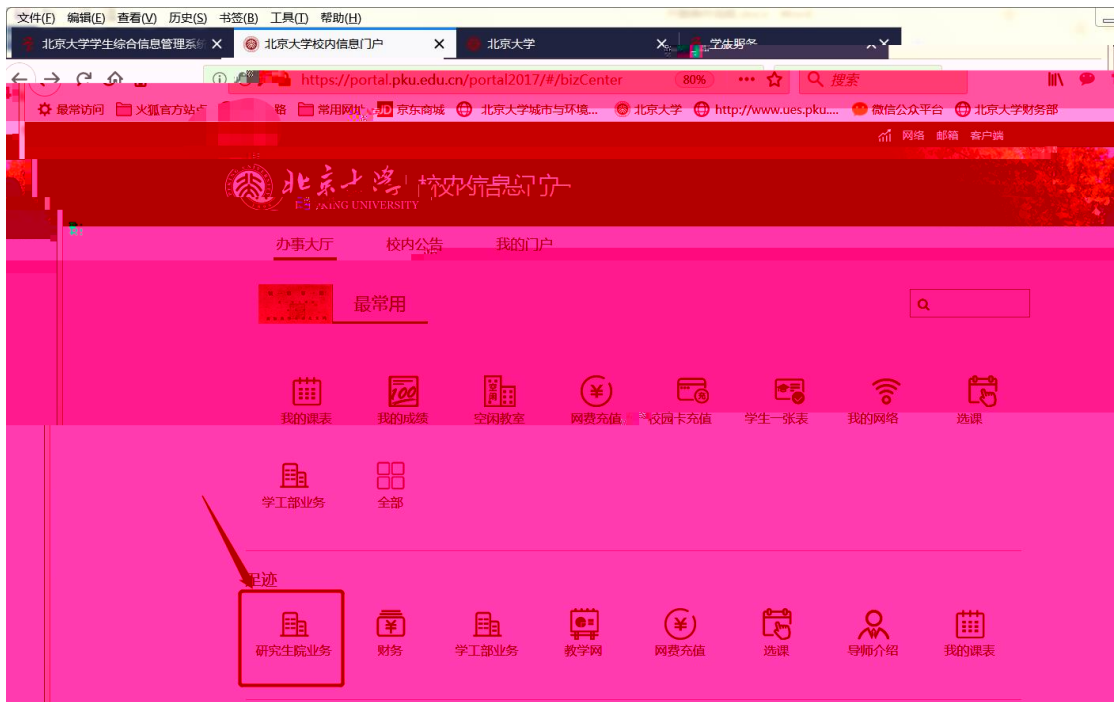 文件(F) 编辑(E) 查看(V) 历史(S) 书签(B) 工具(T) 帮助(H)
北京大学学生综合信息管理系统 北京大学校内信息门户 北京大学
https://portal.pku.edu.cn/portal2017/#/bizCenter 80% 搜索
最常访问 火狐官方站点 常用网址 JD 京东商城 北京大学城市与环境... 北京大学 http://www.ues.pku.... 微信公众平台 北京大学财务部
网络 邮箱 客户端
北京大学 校内信息门户
UNIVERSITY
办事大厅 校内公告 我的门户
最常用
我的课表 我的成绩 空闲教室 网费充值 校园卡充值 学生一张表 我的网络 选课
学工部业务 全部
足迹
研究生院业务 财务 学工部业务 教学网 网费充值 选课 导师介绍 我的课表